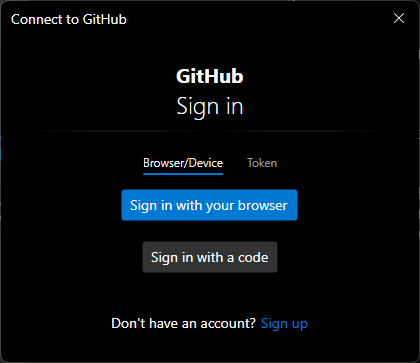 Connect to GitHub
GitHub
Sign in
Browser/Device Token
Sign in with your browser
Sign in with a code
Don't have an account? Sign up